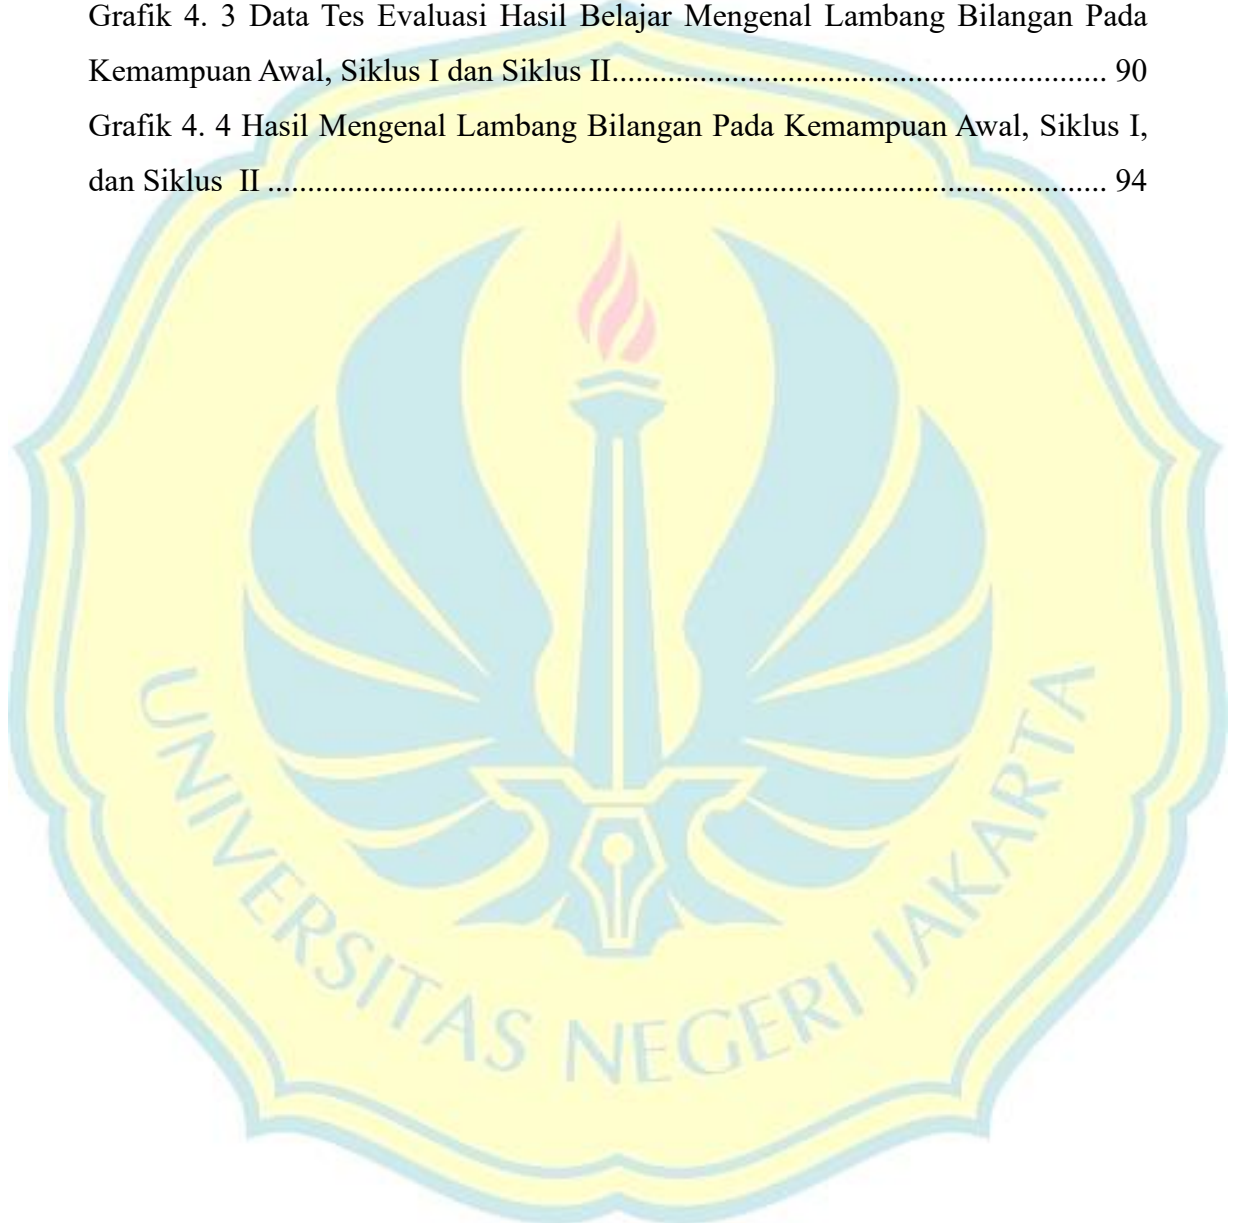 Grafik 4. 3 Data Tes Evaluasi Hasil Belajar Mengenal Lambang Bilangan Pada
Kemampuan Awal, Siklus I dan Siklus II............................................................... 90
Grafik 4. 4 Hasil Mengenal Lambang Bilangan Pada Kemampuan Awal, Siklus I,
dan Siklus  II ........................................................................................................... 94
UNIVERSITAS NEGERI JAKARTA